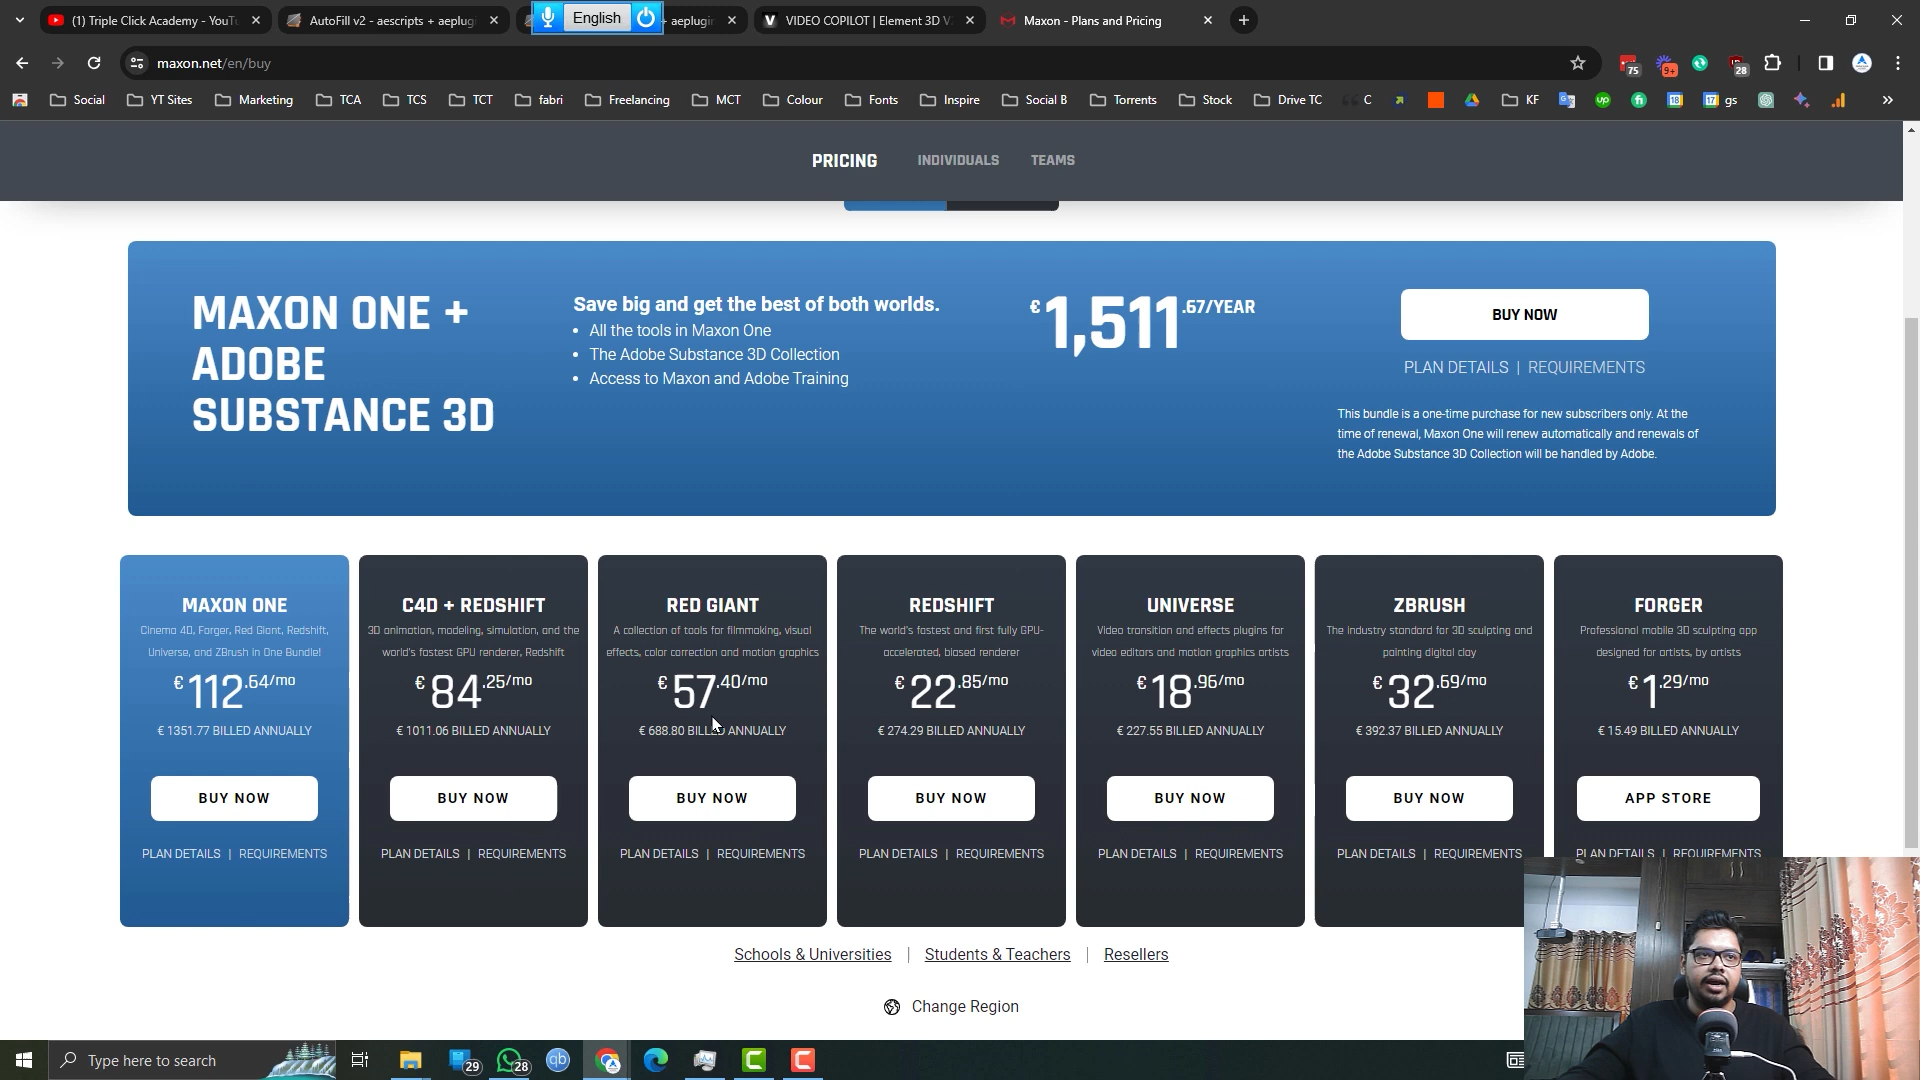 (1) Triple Click Academy - YouTu
AutoFill v2 - aescripts + aeplugi
English
+ aeplugin
VIDEO COPILOT | Element 3D V
Maxon - Plans and Pricing
maxon.net/en/buy
75
9+
28
Social
YT Sites
Marketing
TCA
TCS
TCT
fabri
Freelancing
MCT
Colour
Fonts
Inspire
Social B
Torrents
Stock
Drive TC
C
KF
gs
PRICING
INDIVIDUALS
TEAMS
MAXON ONE +
ADOBE
SUBSTANCE 3D
Save big and get the best of both worlds.
• All the tools in Maxon One
• The Adobe Substance 3D Collection
• Access to Maxon and Adobe Training
€1,511.67/YEAR
BUY NOW
PLAN DETAILS | REQUIREMENTS
This bundle is a one-time purchase for new subscribers only. At the
time of renewal, Maxon One will renew automatically and renewals of
the Adobe Substance 3D Collection will be handled by Adobe.
MAXON ONE
Cinema 4D, Forger, Red Giant, Redshift,
Universe, and ZBrush in One Bundle!
€112.64/mo
€ 1351.77 BILLED ANNUALLY
BUY NOW
PLAN DETAILS | REQUIREMENTS
C4D + REDSHIFT
3D animation, modeling, simulation, and the
world's fastest GPU renderer, Redshift
€84.25/mo
€ 1011.06 BILLED ANNUALLY
BUY NOW
PLAN DETAILS | REQUIREMENTS
RED GIANT
A collection of tools for filmmaking, visual
effects, color correction and motion graphics
€57.40/mo
€ 688.80 BILLED ANNUALLY
BUY NOW
PLAN DETAILS | REQUIREMENTS
REDSHIFT
The world's fastest and first fully GPU-
accelerated, biased renderer
€22.85/mo
€ 274.29 BILLED ANNUALLY
BUY NOW
PLAN DETAILS | REQUIREMENTS
UNIVERSE
Video transition and effects plugins for
video editors and motion graphics artists
€18.96/mo
€ 227.55 BILLED ANNUALLY
BUY NOW
PLAN DETAILS | REQUIREMENTS
ZBRUSH
The industry standard for 3D sculpting and
painting digital clay
€32.69/mo
€ 392.37 BILLED ANNUALLY
BUY NOW
PLAN DETAILS | REQUIREMENTS
FORGER
Professional mobile 3D sculpting app
designed for artists, by artists
€1.29/mo
€ 15.49 BILLED ANNUALLY
APP STORE
PLAN DETAILS | REQUIREMENTS
Schools & Universities | Students & Teachers | Resellers
Change Region
Type here to search
29
28
qb